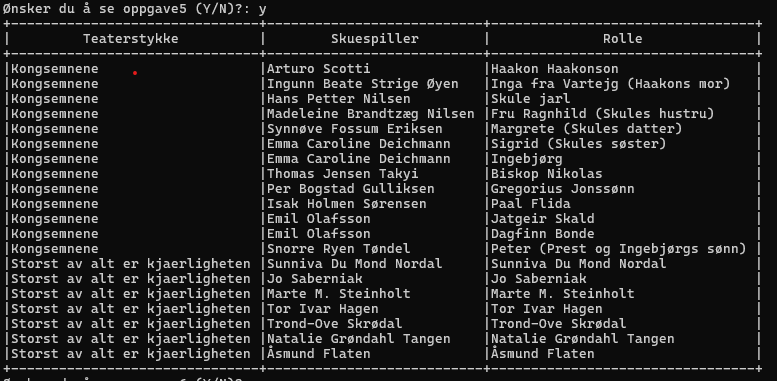 Ønsker du å se oppgave5 (Y/N)?: y
+------------------------------+--------------------------+---------------------------------+
| Teaterstykke | Skuespiller | Rolle |
+------------------------------+--------------------------+---------------------------------+
|Kongsemnene |Arturo Scotti |Haakon Haakonson |
|Kongsemnene |Ingunn Beate Strige Øyen |Inga fra Vartejg (Haakons mor) |
|Kongsemnene |Hans Petter Nilsen |Skule jarl |
|Kongsemnene |Madeleine Brandtzæg Nilsen |Fru Ragnhild (Skules hustru) |
|Kongsemnene |Synnøve Fossum Eriksen |Margrete (Skules datter) |
|Kongsemnene |Emma Caroline Deichmann |Sigrid (Skules søster) |
|Kongsemnene |Emma Caroline Deichmann |Ingebjørg |
|Kongsemnene |Thomas Jensen Takyi |Biskop Nikolas |
|Kongsemnene |Per Bogstad Gulliksen |Gregorius Jonssønn |
|Kongsemnene |Isak Holmen Sørensen |Paal Flida |
|Kongsemnene |Emil Olafsson |Jatgeir Skald |
|Kongsemnene |Emil Olafsson |Dagfinn Bonde |
|Kongsemnene |Snorre Ryen Tøndel |Peter (Prest og Ingebjørgs sønn) |
|Storst av alt er kjaerligheten |Sunniva Du Mond Nordal |Sunniva Du Mond Nordal |
|Storst av alt er kjaerligheten |Jo Saberniak |Jo Saberniak |
|Storst av alt er kjaerligheten |Marte M. Steinholt |Marte M. Steinholt |
|Storst av alt er kjaerligheten |Tor Ivar Hagen |Tor Ivar Hagen |
|Storst av alt er kjaerligheten |Trond-Ove Skrødal |Trond-Ove Skrødal |
|Storst av alt er kjaerligheten |Natalie Grøndahl Tangen |Natalie Grøndahl Tangen |
|Storst av alt er kjaerligheten |Åsmund Flaten |Åsmund Flaten |
+------------------------------+--------------------------+---------------------------------+